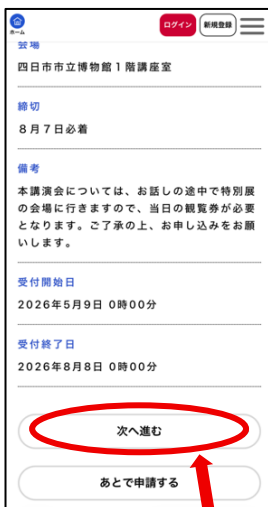 ホーム
ログイン
新規登録
会場
四日市市立博物館1階講座室
締切
8月7日必着
備考
本講演会については、お話しの途中で特別展
の会場に行きますので、当日の観覧券が必要
となります。ご了承の上、お申し込みをお願
いします。
受付開始日
2026年5月9日 0時00分
受付終了日
2026年8月8日 0時00分
次へ進む
あとで申請する